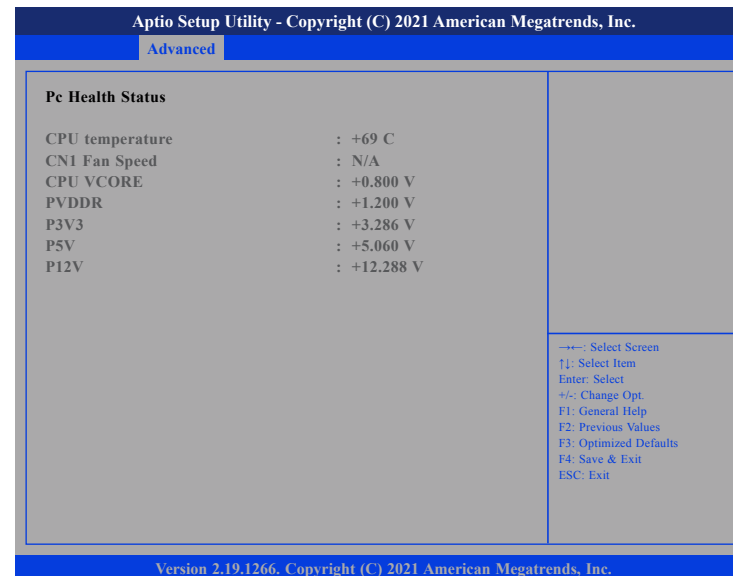 Aptio Setup Utility - Copyright (C) 2021 American Megatrends, Inc.
Advanced
Pc Health Status
CPU temperature : +69 C
CN1 Fan Speed : N/A
CPU VCORE : +0.800 V
PVDDR : +1.200 V
P3V3 : +3.286 V
P5V : +5.060 V
P12V : +12.288 V
→←: Select Screen
↑↓: Select Item
Enter: Select
+/-: Change Opt.
F1: General Help
F2: Previous Values
F3: Optimized Defaults
F4: Save & Exit
ESC: Exit
Version 2.19.1266. Copyright (C) 2021 American Megatrends, Inc.